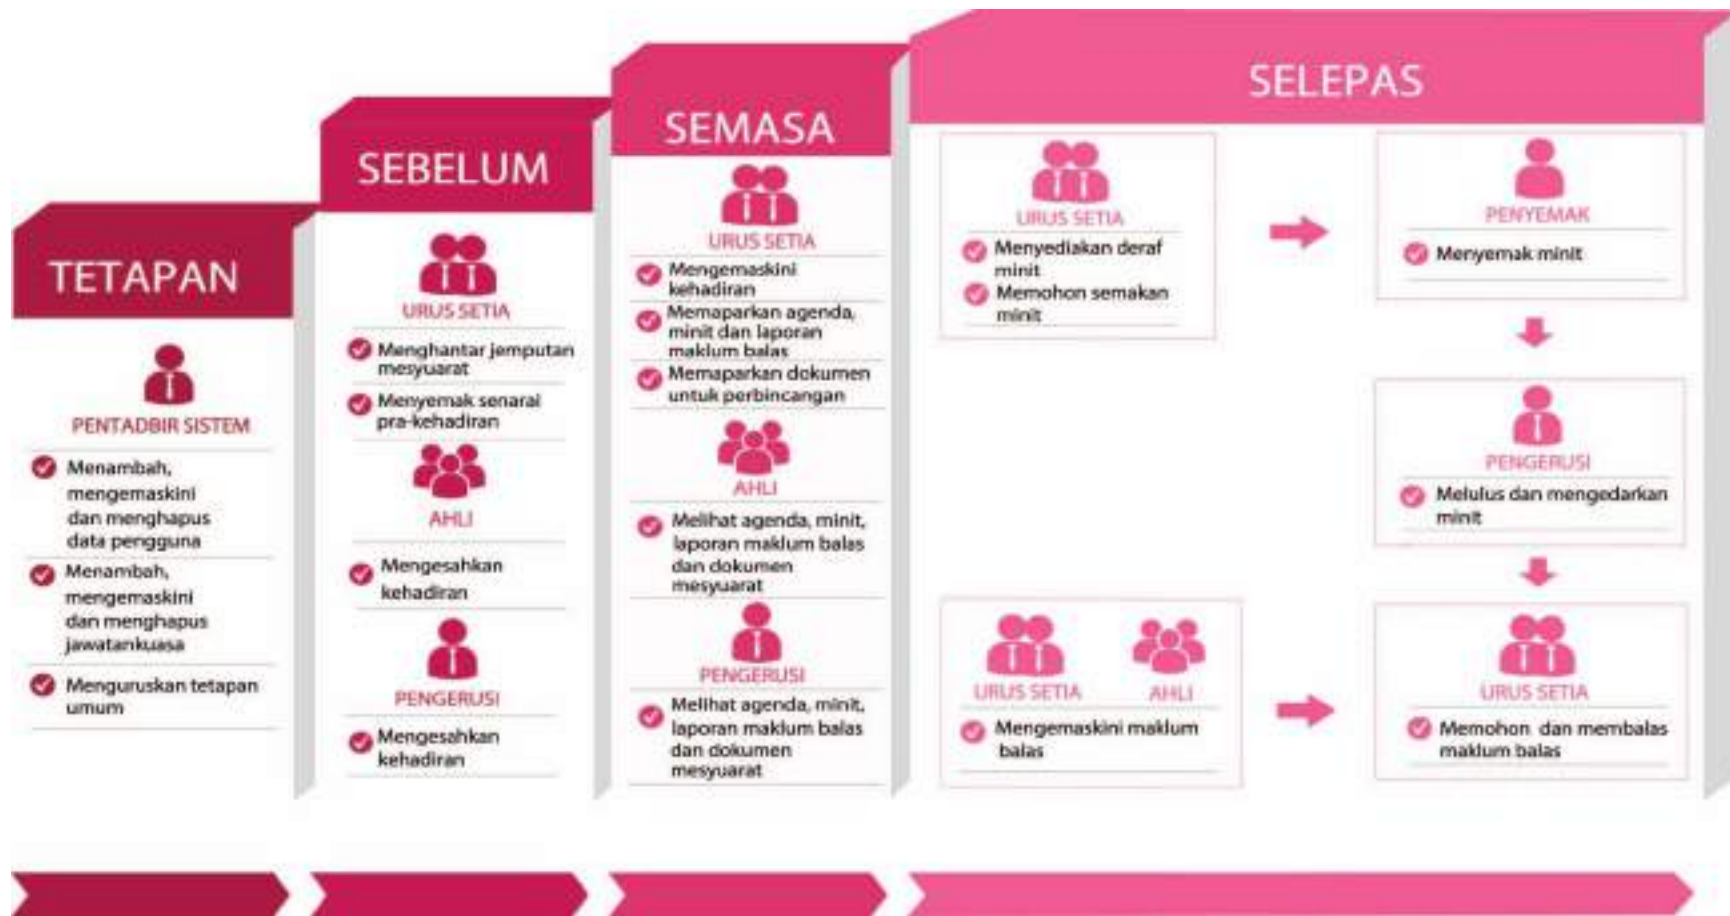 TETAPAN
PENTADBIR SISTEM
Menambah,
mengemaskini
dan menghapus
data pengguna
Menambah,
mengemaskini
dan menghapus
jawatankuasa
Menguruskan tetapan
umum
SEBELUM
URUS SETIA
Menghantar jemputan
mesyuarat
Menyemak senarai
pra-kehadiran
AHLI
Mengesahkan
kehadiran
PENGERUSI
Mengesahkan
kehadiran
SEMASA
URUS SETIA
Mengemaskini
kehadiran
Memaparkan agenda,
minit dan laporan
maklum balas
Memaparkan dokumen
untuk perbincangan
AHLI
Melihat agenda, minit,
laporan maklum balas
dan dokumen
mesyuarat
PENGERUSI
Melihat agenda, minit,
laporan maklum balas
dan dokumen
mesyuarat
SELEPAS
URUS SETIA
Menyediakan deraf
minit
Memohon semakan
minit
PENYEMAK
Menyemak minit
PENGERUSI
Melulus dan mengedarkan
minit
URUS SETIA AHLI
Mengemaskini maklum
balas
URUS SETIA
Memohon dan membalas
maklum balas